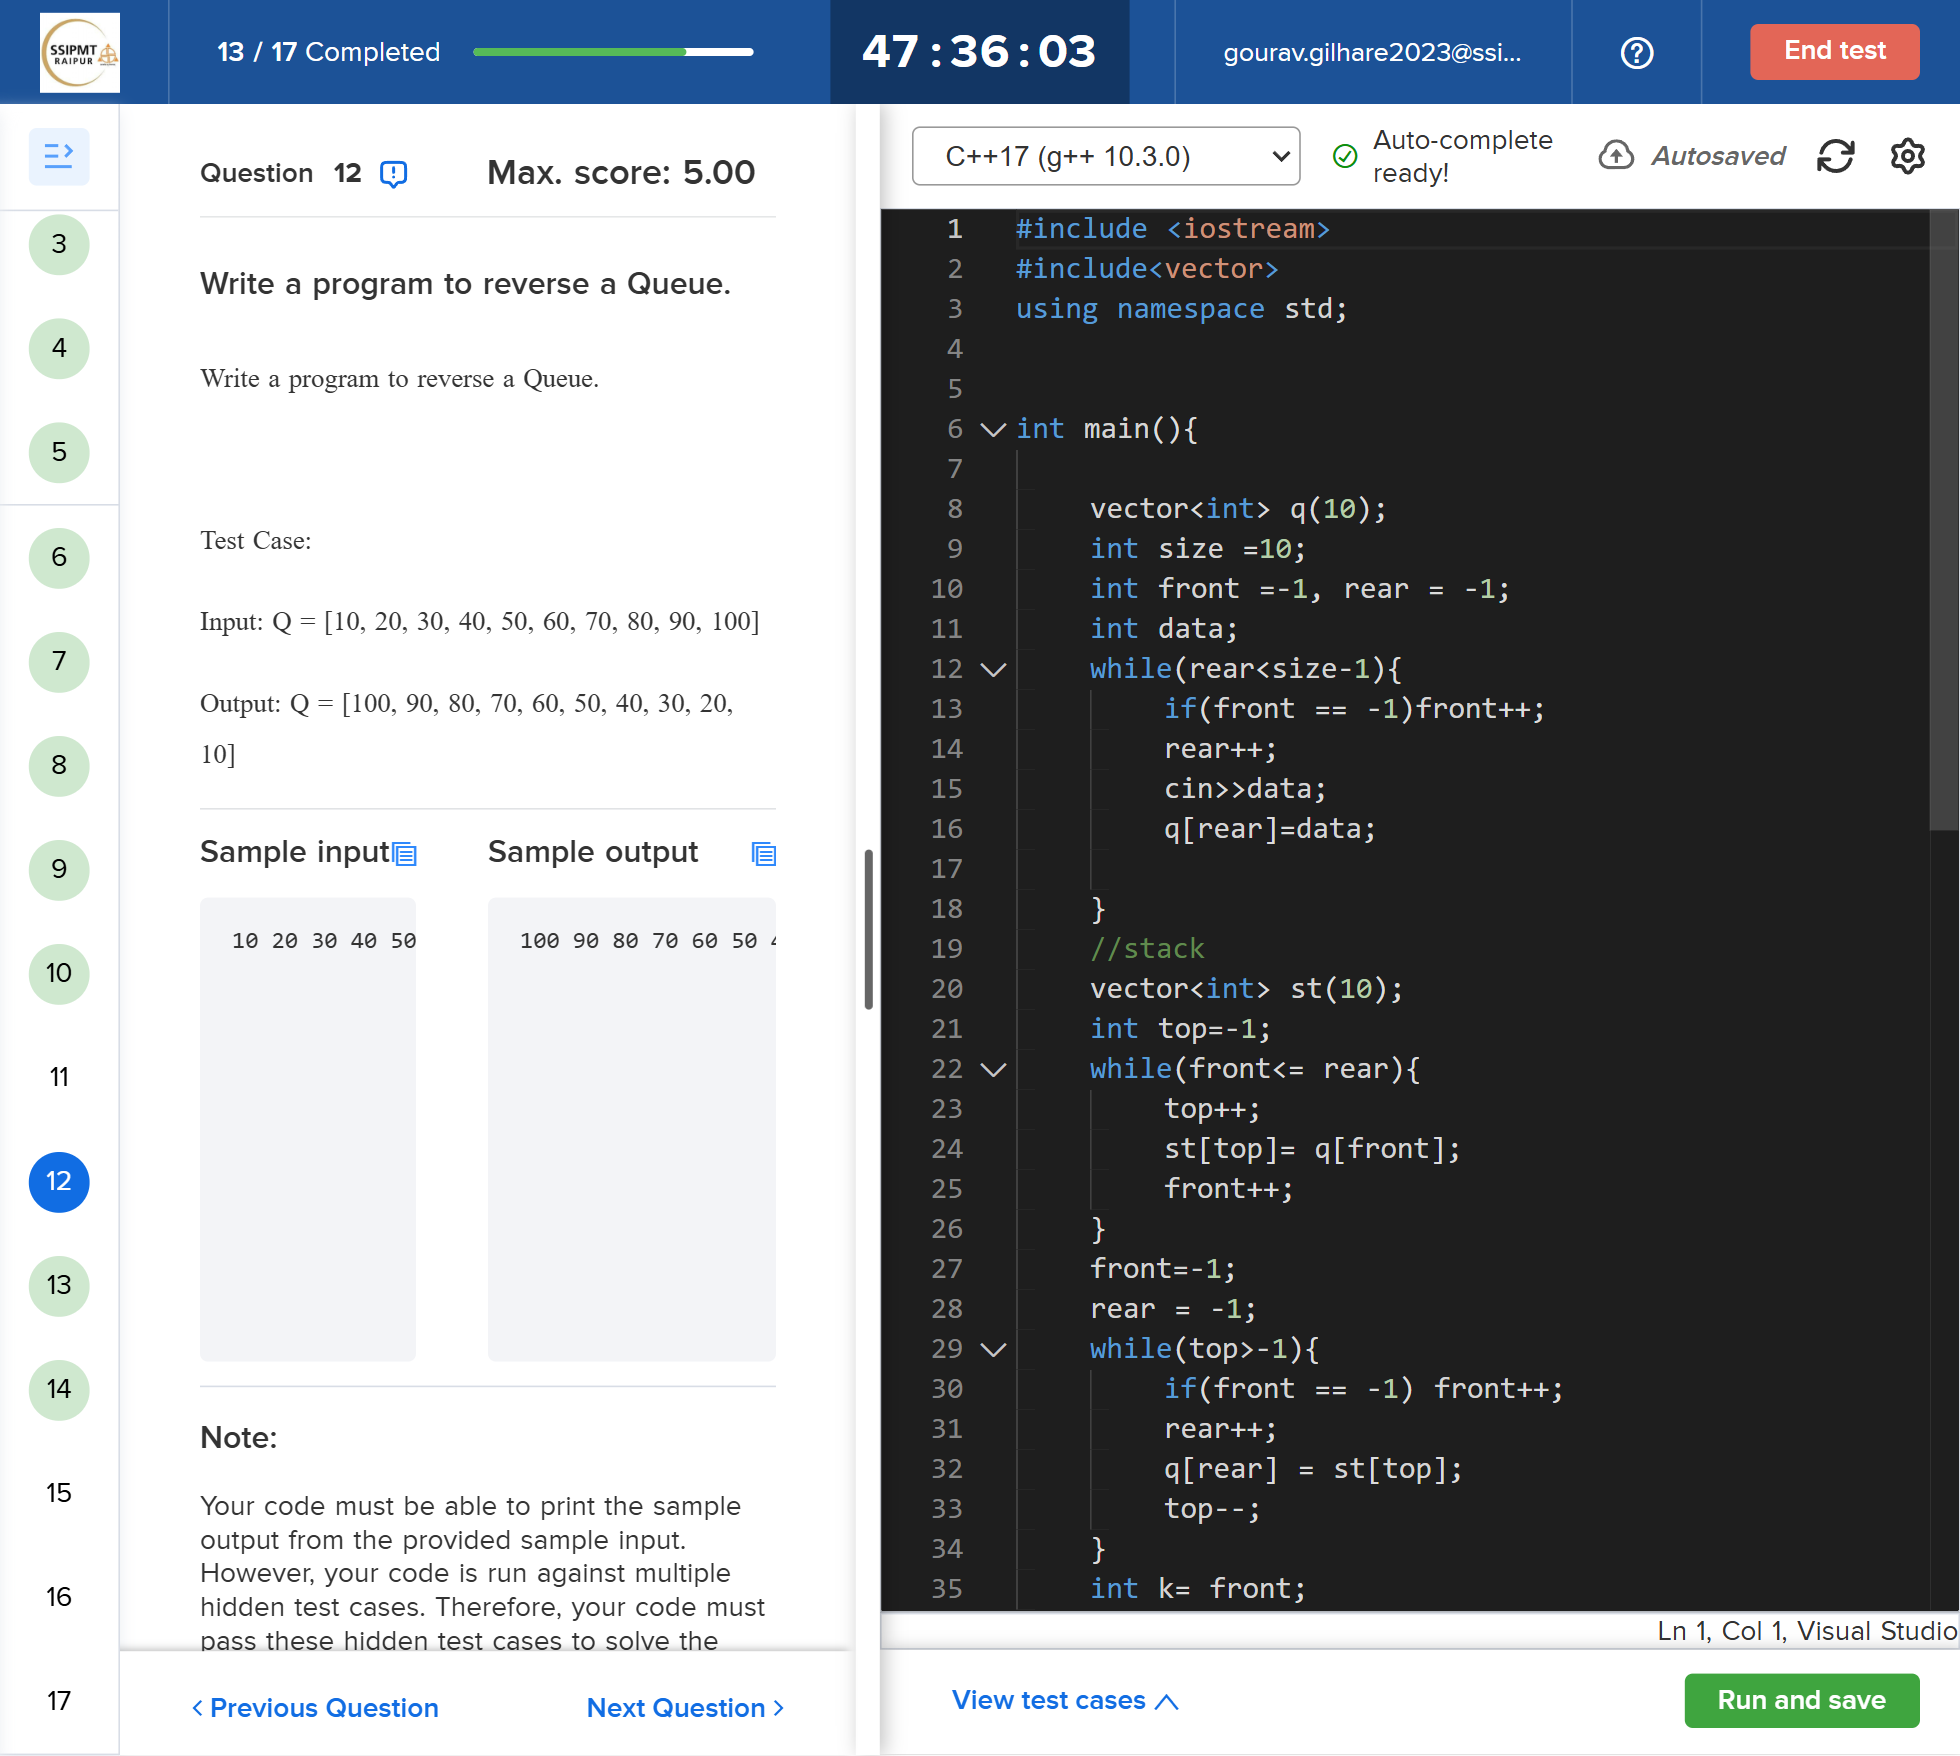 SSIPMT
RAIPUR
13 / 17 Completed
47 : 36 : 03
gourav.gilhare2023@ssi...
End test
3
4
5
6
7
8
9
10
11
12
13
14
15
16
17
Question 12
Max. score: 5.00
Write a program to reverse a Queue.
Write a program to reverse a Queue.
Test Case:
Input: Q = [10, 20, 30, 40, 50, 60, 70, 80, 90, 100]
Output: Q = [100, 90, 80, 70, 60, 50, 40, 30, 20,
10]
Sample input
Sample output
10 20 30 40 50
100 90 80 70 60 50
Note:
Your code must be able to print the sample
output from the provided sample input.
However, your code is run against multiple
hidden test cases. Therefore, your code must
pass these hidden test cases to solve the
Previous Question
Next Question
C++17 (g++ 10.3.0)
Auto-complete
ready!
Autosaved
1 #include <iostream>
2 #include<vector>
3 using namespace std;
4
5
6 int main(){
7
8 vector<int> q(10);
9 int size =10;
10 int front =-1, rear = -1;
11 int data;
12 while(rear<size-1){
13 if(front == -1)front++;
14 rear++;
15 cin>>data;
16 q[rear]=data;
17
18 }
19 //stack
20 vector<int> st(10);
21 int top=-1;
22 while(front<= rear){
23 top++;
24 st[top]= q[front];
25 front++;
26 }
27 front=-1;
28 rear = -1;
29 while(top>-1){
30 if(front == -1) front++;
31 rear++;
32 q[rear] = st[top];
33 top--;
34 }
35 int k= front;
Ln 1, Col 1, Visual Studio
View test cases
Run and save